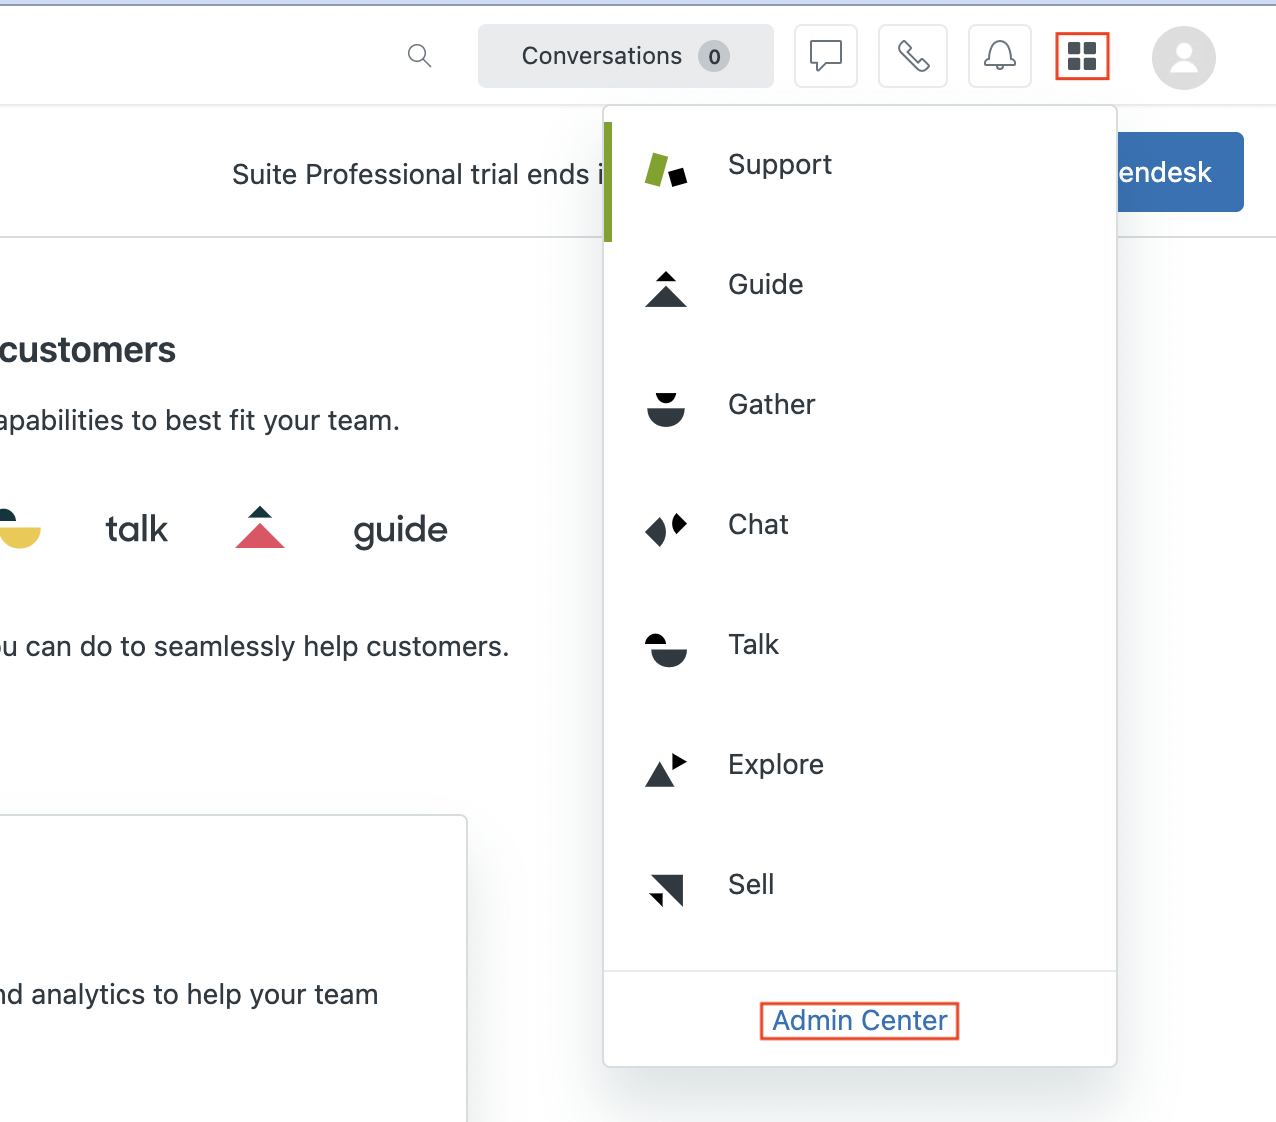 Conversations 0
Suite Professional trial ends i
endesk
Support
Guide
Gather
Chat
Talk
Explore
Sell
Admin Center
customers
apabilities to best fit your team.
talk
guide
ou can do to seamlessly help customers.
nd analytics to help your team